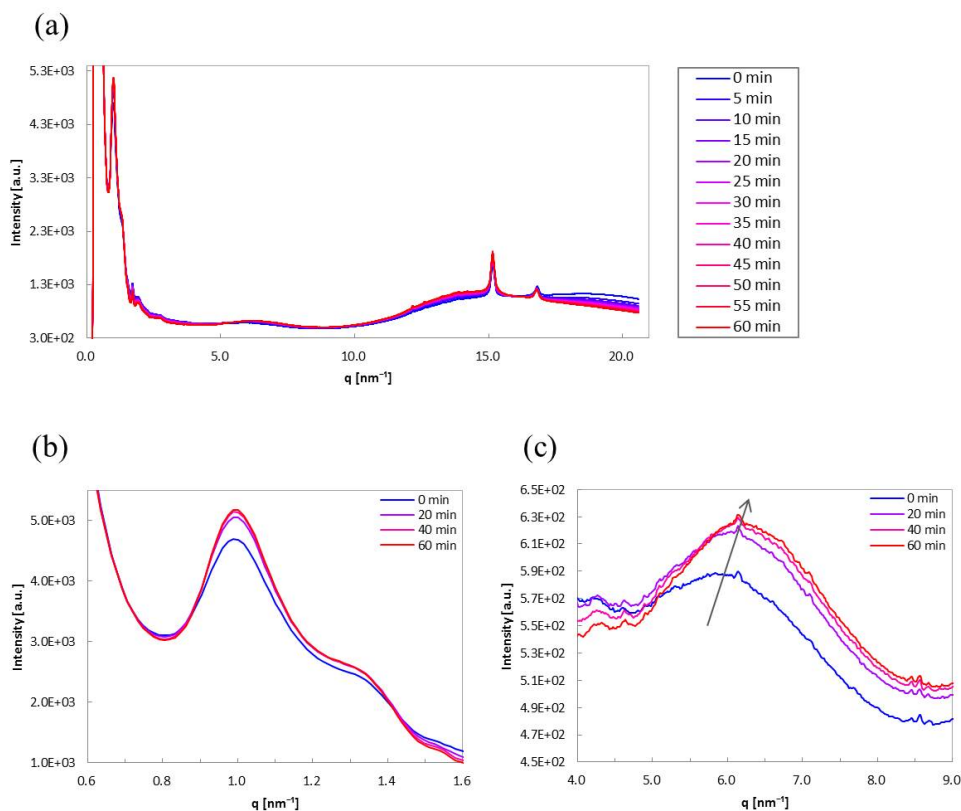 (a)
5.3E+03
4.3E+03
3.3E+03
2.3E+03
1.3E+03
3.0E+02
Intensity [a.u.]
0.0 5.0 10.0 15.0 20.0
q [nm⁻¹]
0 min
5 min
10 min
15 min
20 min
25 min
30 min
35 min
40 min
45 min
50 min
55 min
60 min
(b)
5.0E+03
4.0E+03
3.0E+03
2.0E+03
1.0E+03
Intensity [a.u.]
0.6 0.8 1.0 1.2 1.4 1.6
q [nm⁻¹]
0 min
20 min
40 min
60 min
(c)
6.5E+02
6.3E+02
6.1E+02
5.9E+02
5.7E+02
5.5E+02
5.3E+02
5.1E+02
4.9E+02
4.7E+02
4.5E+02
Intensity [a.u.]
4.0 5.0 6.0 7.0 8.0 9.0
q [nm⁻¹]
0 min
20 min
40 min
60 min